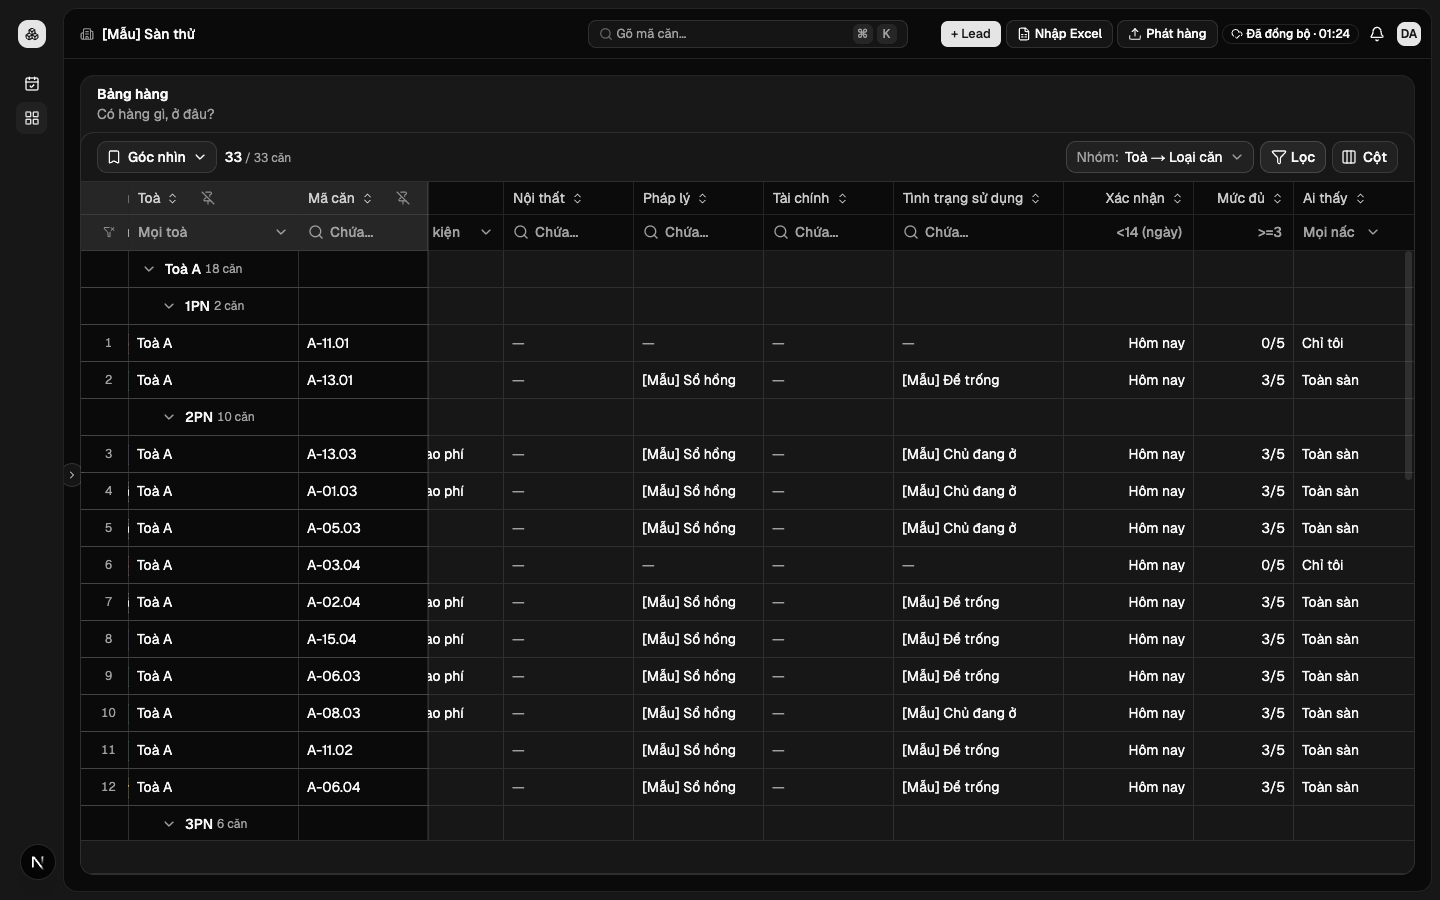 [Mẫu] Sàn thử
Gõ mã căn... ⌘ K
+ Lead
Nhập Excel
Phát hàng
Đã đồng bộ · 01:24
DA
Bảng hàng
Có hàng gì, ở đâu?
Góc nhìn 33 / 33 căn
Nhóm: Toà → Loại căn
Lọc
Cột
Toà Mã căn Nội thất Pháp lý Tài chính Tình trạng sử dụng Xác nhận Mức đủ Ai thấy
Mọi toà Chứa... kiện Chứa... Chứa... Chứa... Chứa... <14 (ngày) >=3 Mọi nấc
Toà A 18 căn
1PN 2 căn
1 Toà A A-11.01 — — — — Hôm nay 0/5 Chỉ tôi
2 Toà A A-13.01 — [Mẫu] Sổ hồng — [Mẫu] Để trống Hôm nay 3/5 Toàn sàn
2PN 10 căn
3 Toà A A-13.03 ao phí — [Mẫu] Sổ hồng — [Mẫu] Chủ đang ở Hôm nay 3/5 Toàn sàn
4 Toà A A-01.03 ao phí — [Mẫu] Sổ hồng — [Mẫu] Chủ đang ở Hôm nay 3/5 Toàn sàn
5 Toà A A-05.03 ao phí — [Mẫu] Sổ hồng — [Mẫu] Chủ đang ở Hôm nay 3/5 Toàn sàn
6 Toà A A-03.04 — — — — Hôm nay 0/5 Chỉ tôi
7 Toà A A-02.04 ao phí — [Mẫu] Sổ hồng — [Mẫu] Để trống Hôm nay 3/5 Toàn sàn
8 Toà A A-15.04 ao phí — [Mẫu] Sổ hồng — [Mẫu] Để trống Hôm nay 3/5 Toàn sàn
9 Toà A A-06.03 ao phí — [Mẫu] Sổ hồng — [Mẫu] Để trống Hôm nay 3/5 Toàn sàn
10 Toà A A-08.03 ao phí — [Mẫu] Sổ hồng — [Mẫu] Chủ đang ở Hôm nay 3/5 Toàn sàn
11 Toà A A-11.02 — [Mẫu] Sổ hồng — [Mẫu] Để trống Hôm nay 3/5 Toàn sàn
12 Toà A A-06.04 — [Mẫu] Sổ hồng — [Mẫu] Để trống Hôm nay 3/5 Toàn sàn
3PN 6 căn
N